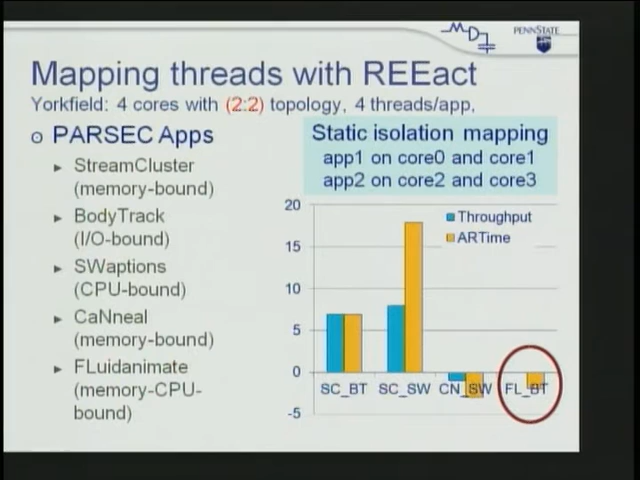 PENNSTATE
Mapping threads with REEact
Yorkfield: 4 cores with (2:2) topology, 4 threads/app,
o PARSEC Apps
► StreamCluster
(memory-bound)
► BodyTrack
(I/O-bound)
► SWaptions
(CPU-bound)
► CaNneal
(memory-bound)
► FLuidanimate
(memory-CPU-
bound)
Static isolation mapping
app1 on core0 and core1
app2 on core2 and core3
Throughput
ARTime
20
15
10
5
0
-5
SC_BT SC_SW CN_SW FL_BT